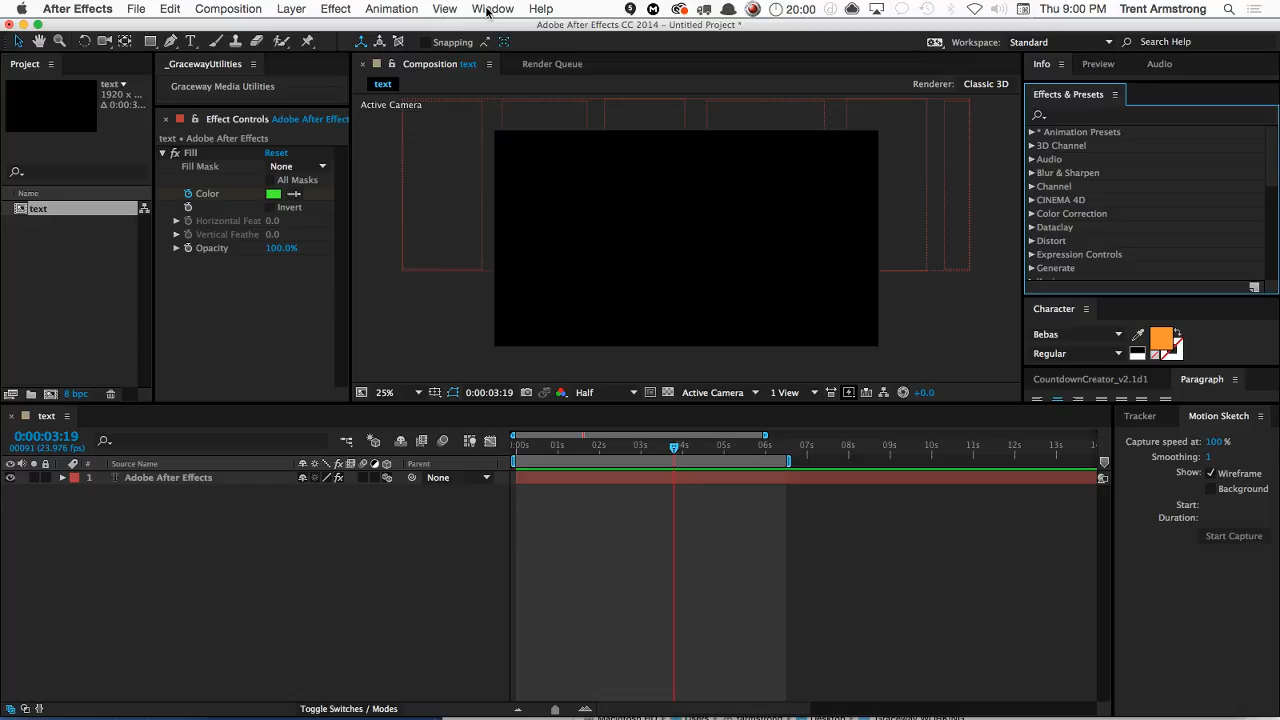 After Effects File Edit Composition Layer Effect Animation View Window Help 20:00 Thu 9:00 PM Trent Armstrong
Adobe After Effects CC 2014 - Untitled Project *
Snapping Workspace: Standard Search Help
Project _GracewayUtilities Composition text Render Queue Info Preview Audio
text Graceway Media Utilities text Renderer: Classic 3D
1920 x ...
Δ 0:00:3...
Active Camera
Effects & Presets
Effect Controls Adobe After Effect
text • Adobe After Effects
fx Fill Reset
Fill Mask None
All Masks
Color
Invert
Horizontal Feat 0.0
Vertical Feathe 0.0
Opacity 100.0%
Name
text
* Animation Presets
3D Channel
Audio
Blur & Sharpen
Channel
CINEMA 4D
Color Correction
Dataclay
Distort
Expression Controls
Generate
Character
Bebas
Regular
8 bpc
25% 0:00:03:19 Half Active Camera 1 View +0.0
CountdownCreator_v2.1d1 Paragraph
text
0:00:03:19
00091 (23.976 fps)
0:00s 01s 02s 03s 4s 05s 06s 07s 08s 09s 10s 11s 12s 13s
# Source Name Parent
1 T Adobe After Effects fx None
Tracker Motion Sketch
Capture speed at: 100 %
Smoothing: 1
Show: Wireframe
Background
Start:
Duration:
Start Capture
Toggle Switches / Modes